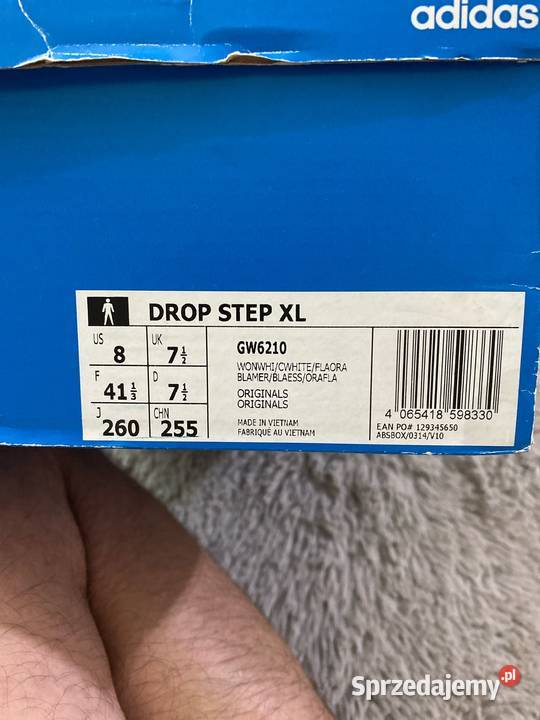 adidas
DROP STEP XL
US 8
UK 7½
F 41⅓
D 7½
J 260
CHN 255
GW6210
WONWHI/CWHITE/FLAORA
BLAMER/BLAESS/ORAFLA
ORIGINALS
ORIGINALS
MADE IN VIETNAM
FABRIQUÉ AU VIETNAM
4 065418 598330
EAN PO# 129345650
ABSBOX/0314/V10
Sprzedajemy.pl